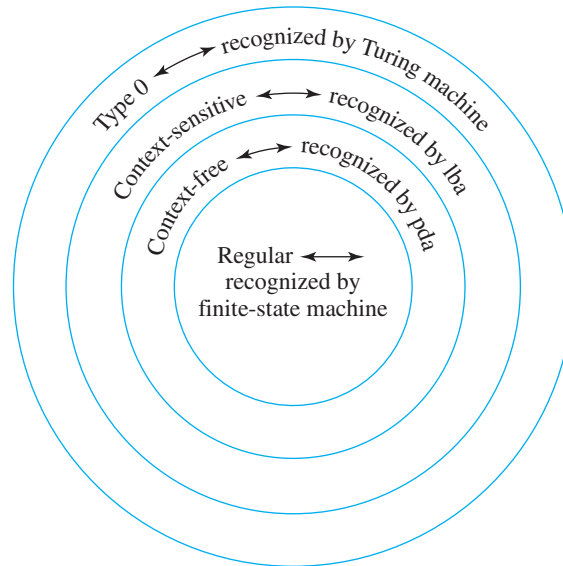 Type 0 ↔ recognized by Turing machine
Context-sensitive ↔ recognized by lba
Context-free ↔ recognized by pda
Regular ↔
recognized by
finite-state machine